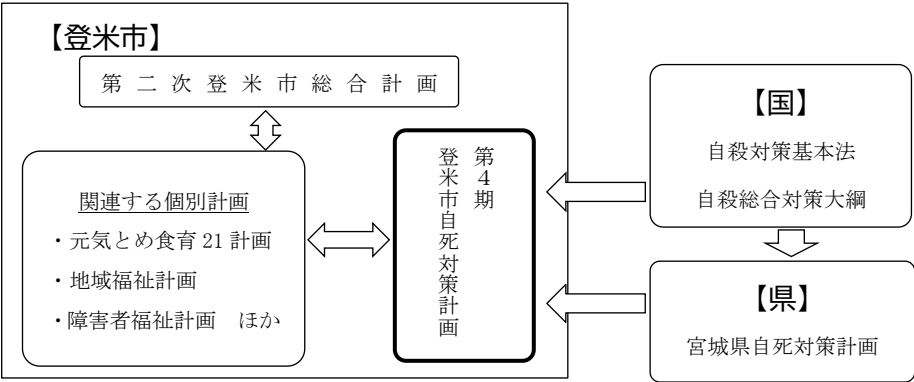 【登米市】
第二次登米市総合計画
関連する個別計画
・元気とめ食育21計画
・地域福祉計画
・障害者福祉計画　ほか
第4期
登米市自死対策計画
【国】
自殺対策基本法
自殺総合対策大綱
【県】
宮城県自死対策計画